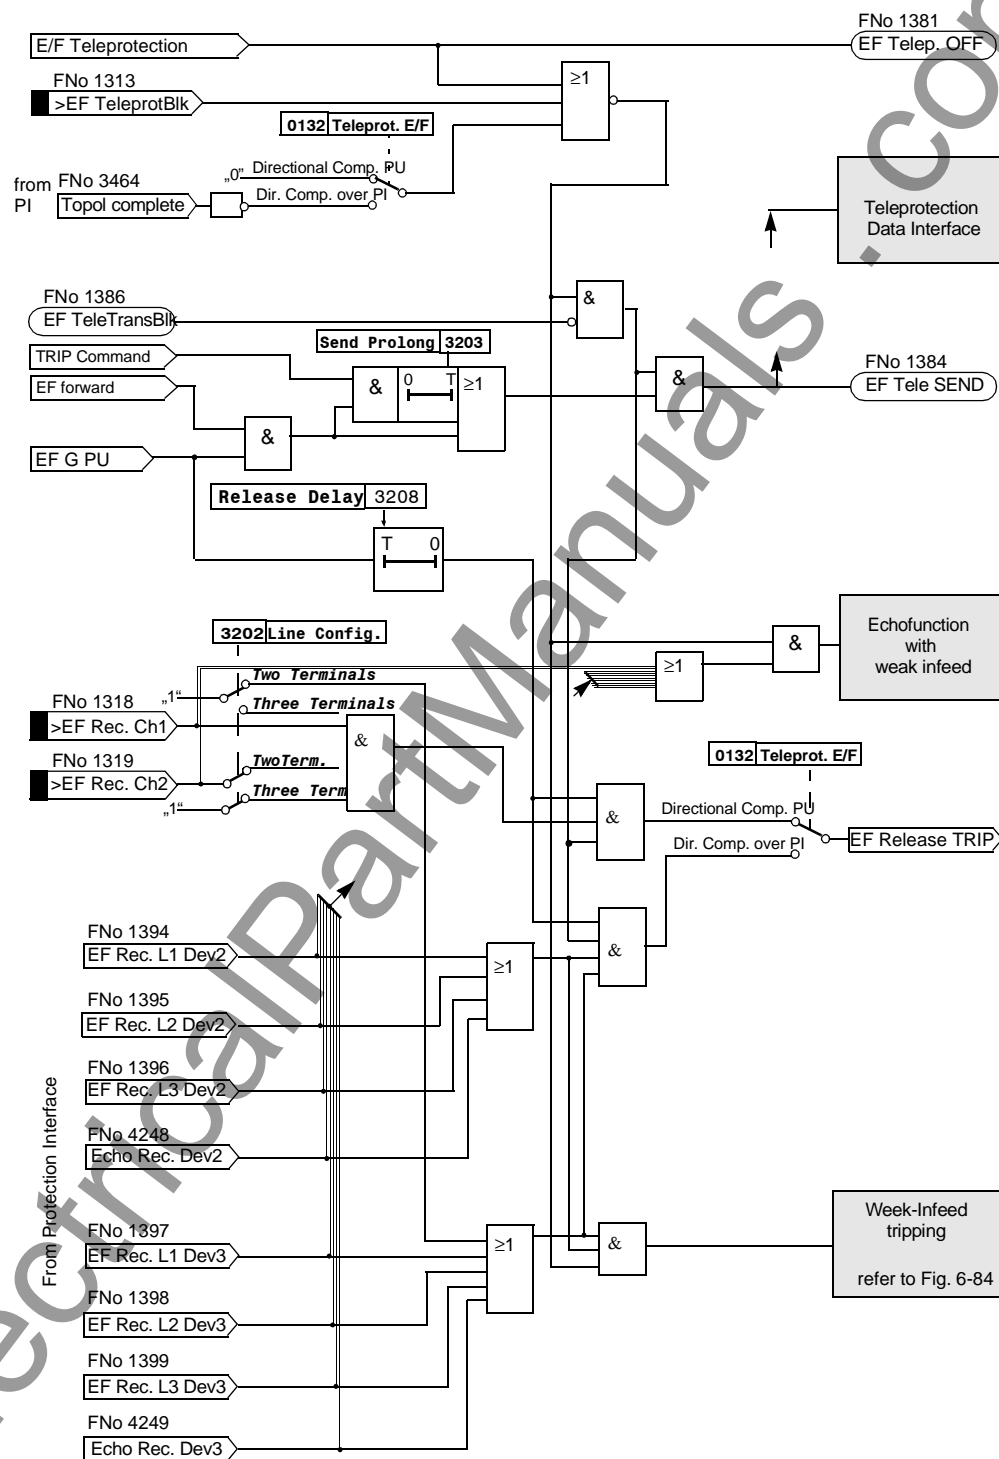 FNo 1381
E/F Teleprotection
EF Telep. OFF
FNo 1313
≥1
>EF TeleprotBlk
0132 Teleprot. E/F
„0" Directional Comp. PU
from PI
FNo 3464
Topol complete
Dir. Comp. over PI
Teleprotection
Data Interface
FNo 1386
EF TeleTransBlk
&
Send Prolong 3203
TRIP Command
FNo 1384
EF forward
& 0 T ≥1
&
EF Tele SEND
&
EF G PU
Release Delay 3208
T 0
3202 Line Config.
Echofunction
with
weak infeed
&
≥1
Two Terminals
„1“
FNo 1318
Three Terminals
>EF Rec. Ch1
&
FNo 1319
TwoTerm.
>EF Rec. Ch2
Three Term
„1“
0132 Teleprot. E/F
&
Directional Comp. PU
Dir. Comp. over PI
EF Release TRIP
FNo 1394
EF Rec. L1 Dev2
≥1
&
FNo 1395
EF Rec. L2 Dev2
FNo 1396
EF Rec. L3 Dev2
From Protection Interface
FNo 4248
Echo Rec. Dev2
FNo 1397
EF Rec. L1 Dev3
≥1
&
Week-Infeed
tripping
refer to Fig. 6-84
FNo 1398
EF Rec. L2 Dev3
FNo 1399
EF Rec. L3 Dev3
FNo 4249
Echo Rec. Dev3
ectricalPartManuals.co